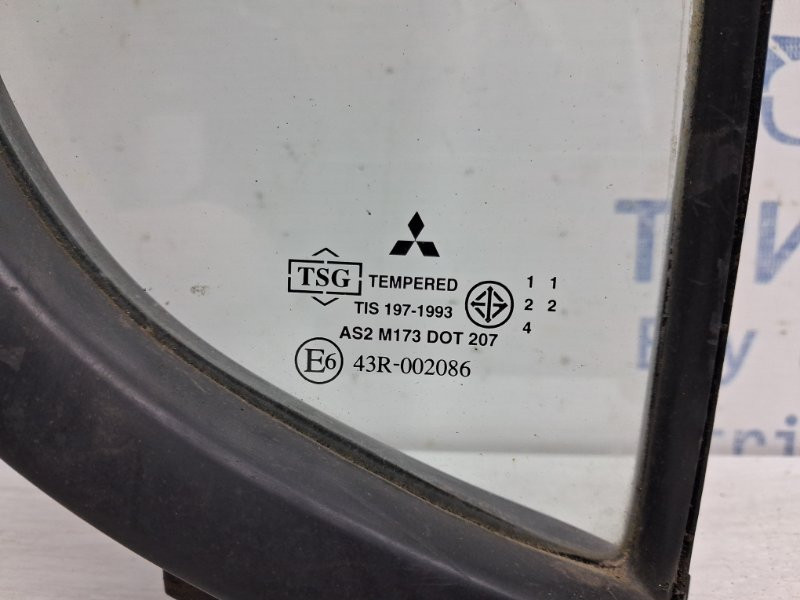 TSG TEMPERED
TIS 197-1993
AS2 M173 DOT 207
E6 43R-002086
1 1
2 2
4